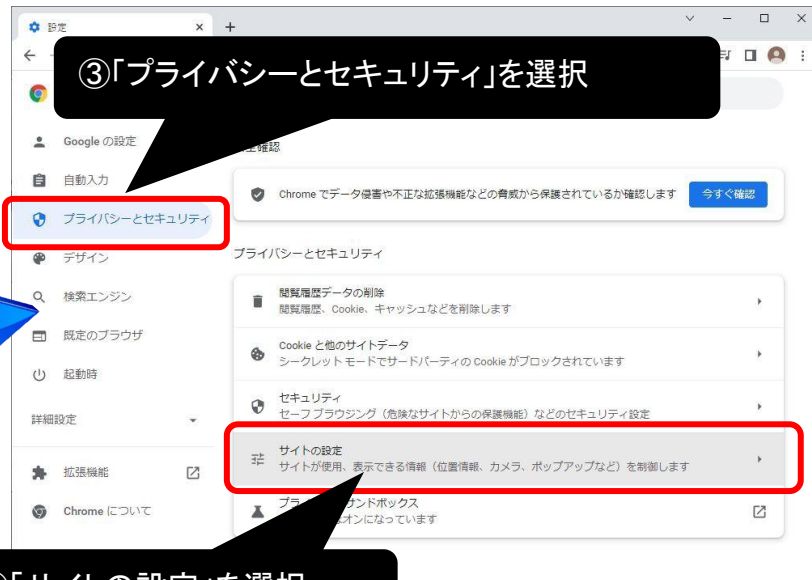 設定
③「プライバシーとセキュリティ」を選択
Google の設定
自動入力
プライバシーとセキュリティ
デザイン
検索エンジン
既定のブラウザ
起動時
詳細設定
拡張機能
Chrome について
確認
Chrome でデータ侵害や不正な拡張機能などの脅威から保護されているか確認します
今すぐ確認
プライバシーとセキュリティ
閲覧履歴データの削除
閲覧履歴、Cookie、キャッシュなどを削除します
Cookie と他のサイトデータ
シークレット モードでサードパーティの Cookie がブロックされています
セキュリティ
セーフ ブラウジング（危険なサイトからの保護機能）などのセキュリティ設定
サイトの設定
サイトが使用、表示できる情報（位置情報、カメラ、ポップアップなど）を制御します
プラ
ンドボックス
オンになっています
「サイトの設定」を選択